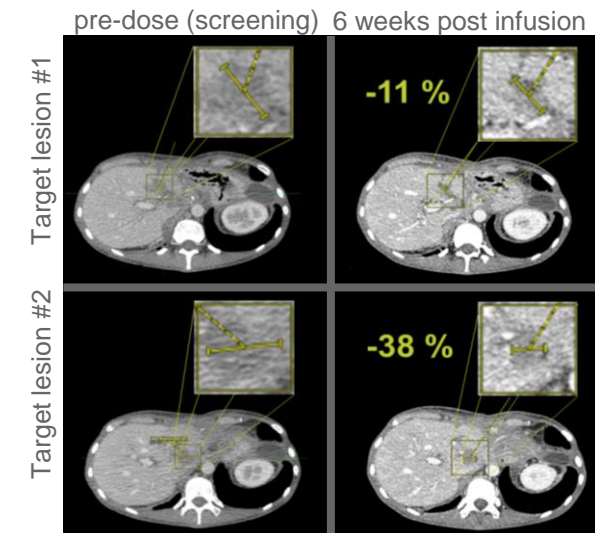 pre-dose (screening) 6 weeks post infusion
Target lesion #1
-11 %
Target lesion #2
-38 %